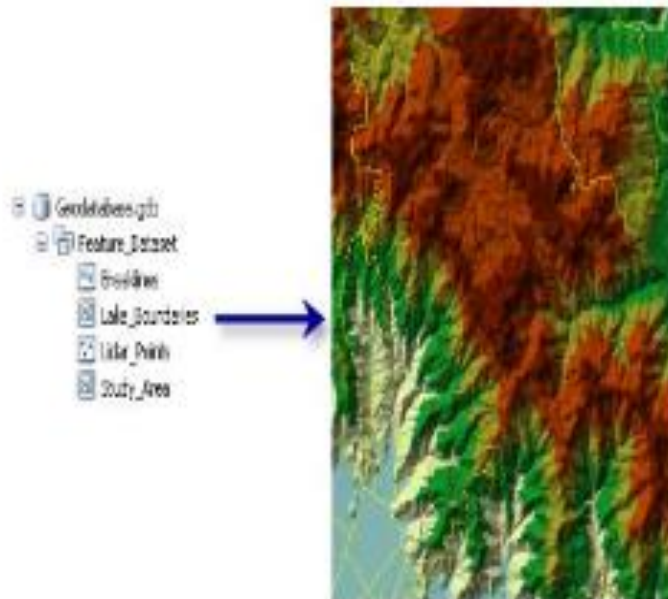 Geodatabase.gdb
Feature_Dataset
Breaklines
Lake_Boundaries
Lidar_Points
Study_Area